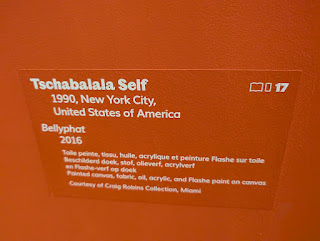 Tschabalala Self
17
1990, New York City,
United States of America
Bellyphat
2016
Toile peinte, tissu, huile, acrylique et peinture Flashe sur toile
Beschilderd doek, stof, olieverf, acrylverf
en Flashe-verf op doek
Painted canvas, fabric, oil, acrylic, and Flashe paint on canvas
Courtesy of Craig Robins Collection, Miami